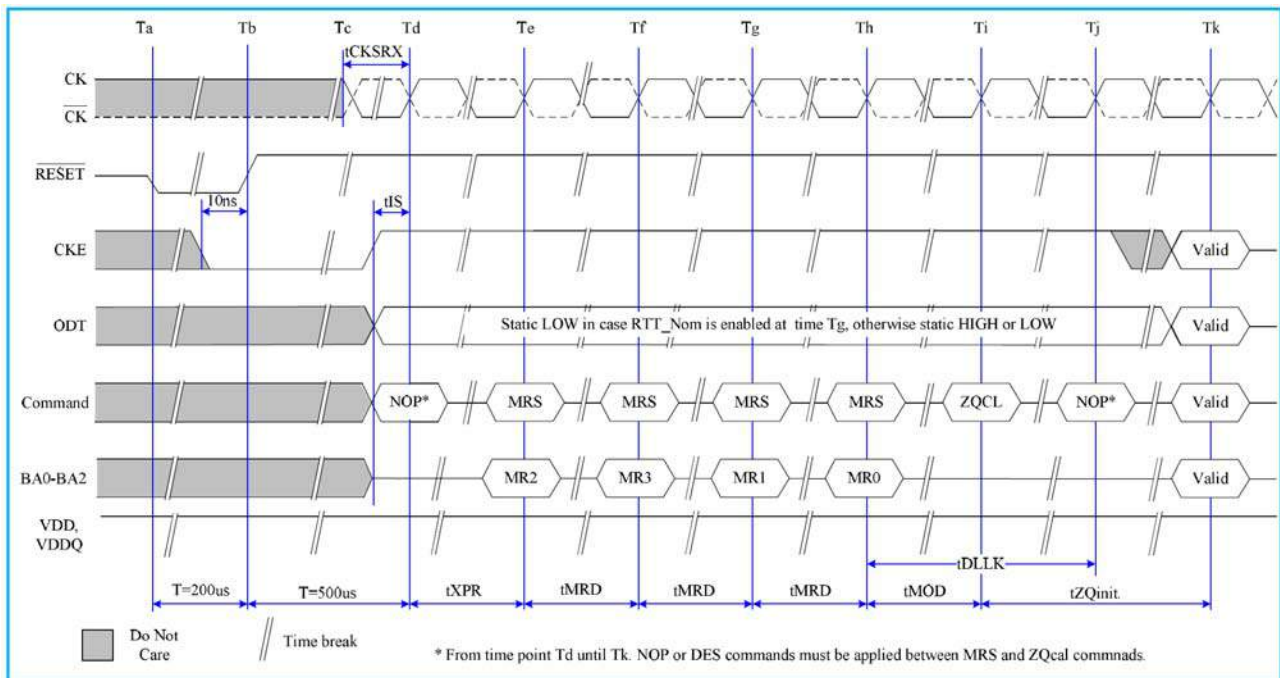 Ta Tb Tc Td Te Tf Tg Th Ti Tj Tk
tCKSRX
CK
CK
RESET
10ns
tIS
CKE
Valid
ODT
Static LOW in case RTT_Nom is enabled at time Tg, otherwise static HIGH or LOW
Valid
Command
NOP* MRS MRS MRS MRS ZQCL NOP* Valid
BA0-BA2
MR2 MR3 MR1 MR0 Valid
VDD,
VDDQ
tDLLK
T=200us T=500us tXPR tMRD tMRD tMRD tMOD tZQinit.
Do Not
Care
Time break
* From time point Td until Tk. NOP or DES commands must be applied between MRS and ZQcal commnads.